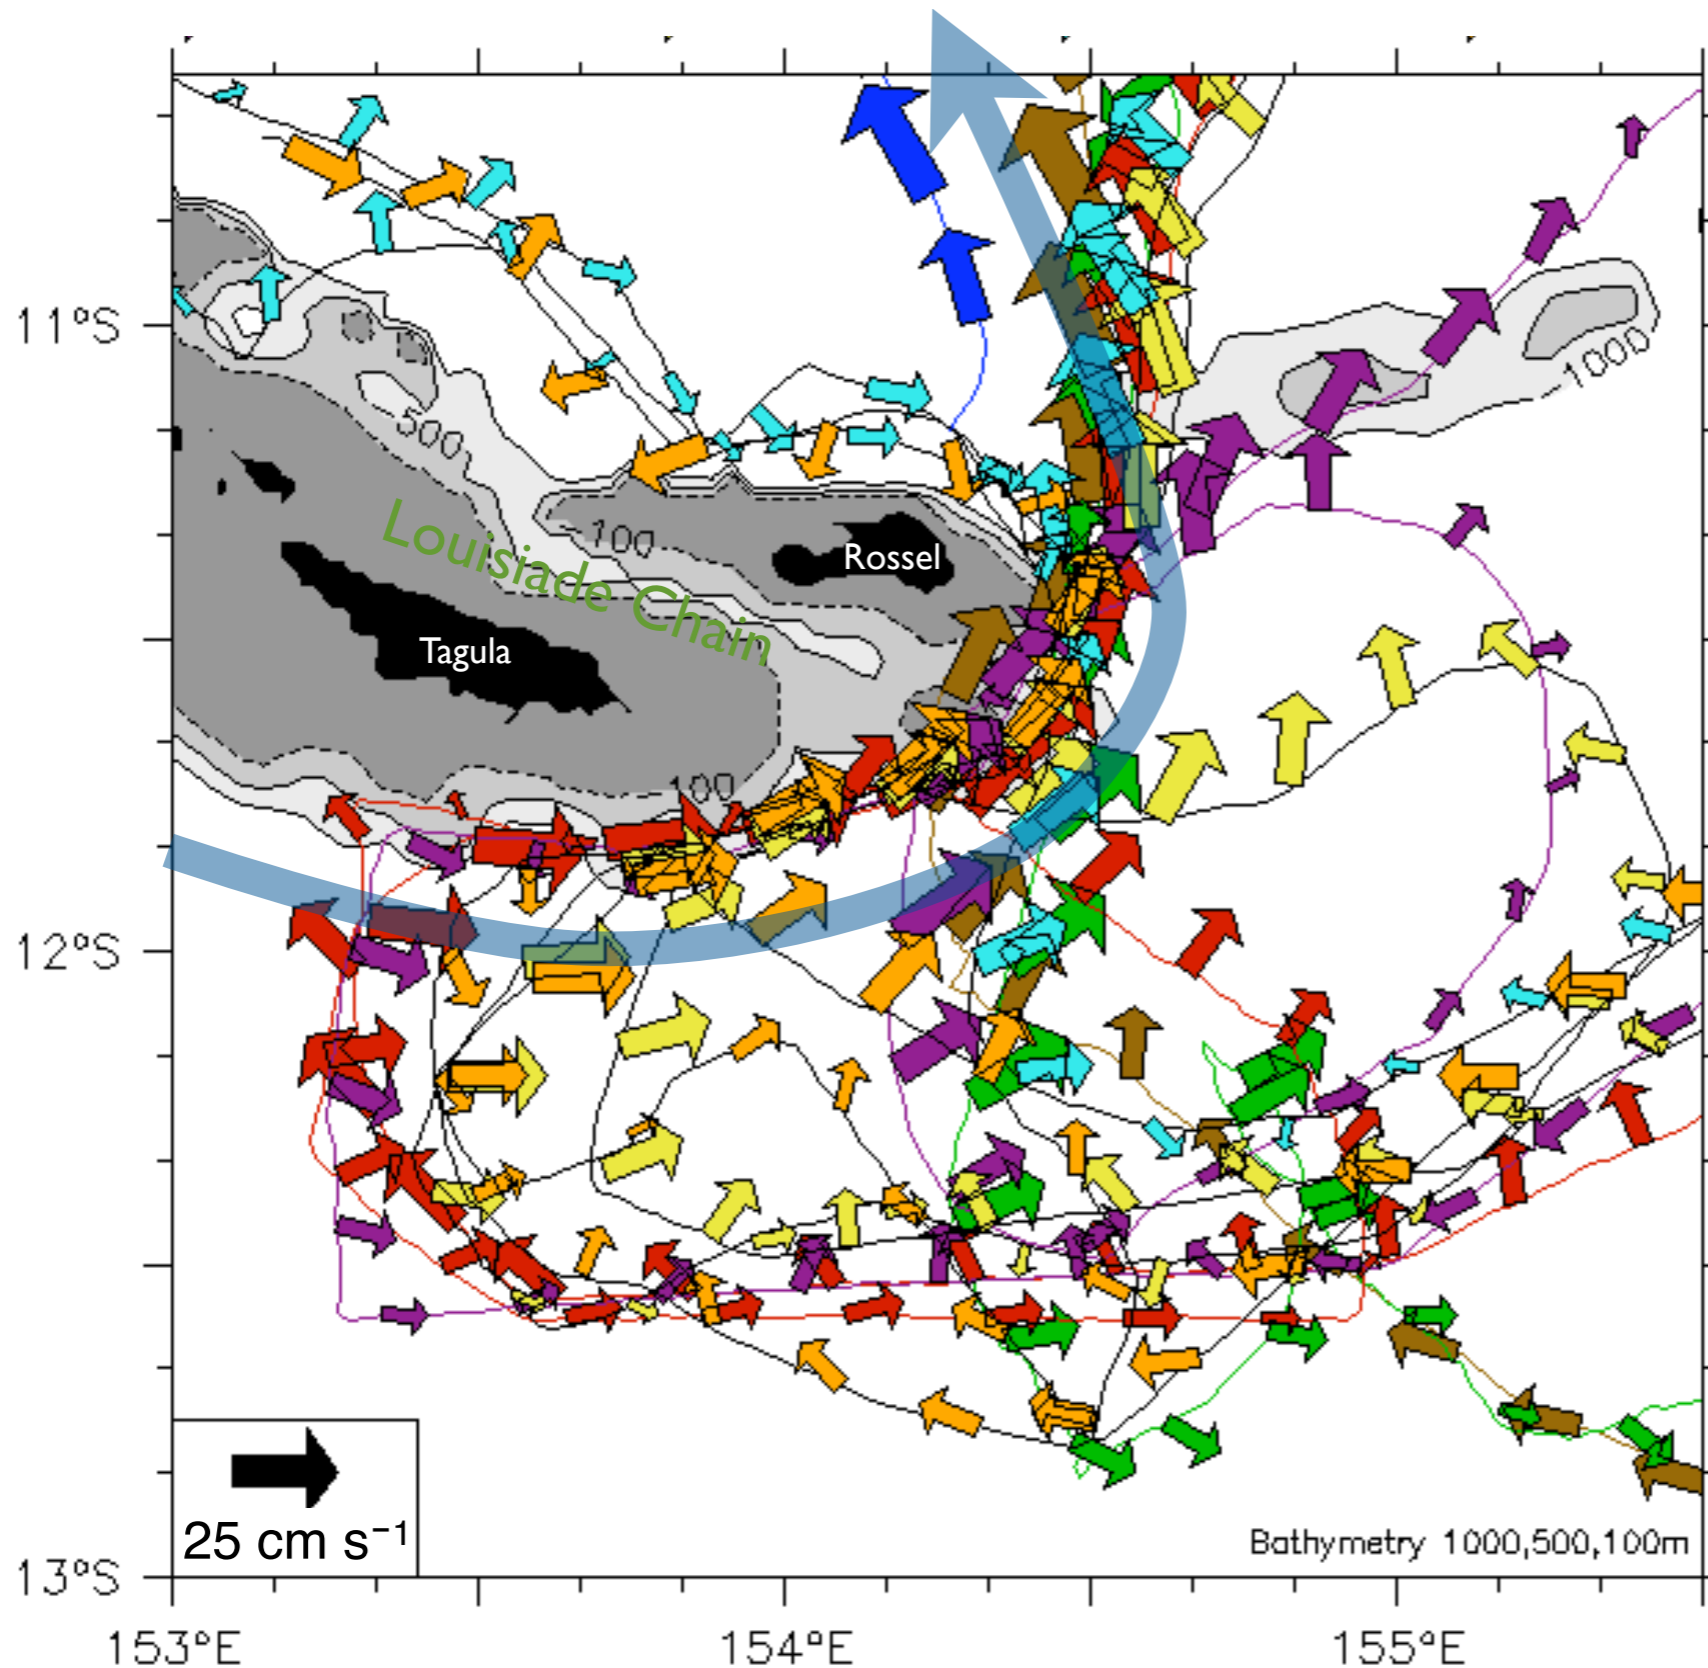 11°S
1000
500
Louisiade Chain
100
Rossel
Tagula
100
12°S
25 cm s⁻¹
Bathymetry 1000,500,100m
13°S
153°E
154°E
155°E